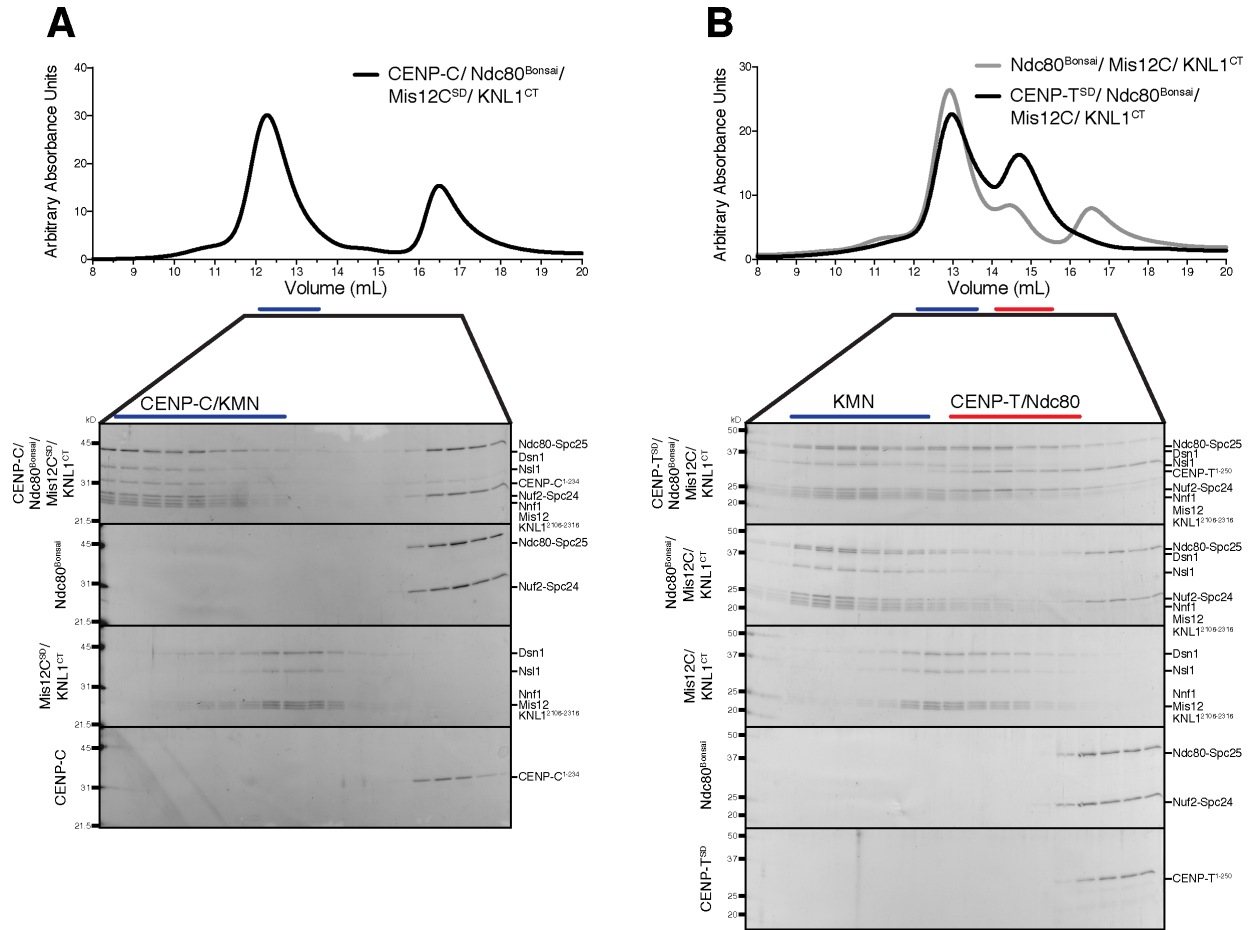 A
CENP-C/ Ndc80Bonsai/
Mis12CSD/ KNL1CT
Arbitrary Absorbance Units
40
30
20
10
0
8 9 10 11 12 13 14 15 16 17 18 19 20
Volume (mL)
CENP-C/KMN
kD
CENP-C/
Ndc80Bonsai/
Mis12CSD/
KNL1CT
45
31
21.5
Ndc80-Spc25
Dsn1
Nsl1
CENP-C1-234
Nuf2-Spc24
Nnf1
Mis12
KNL12106-2316
Ndc80Bonsai
45
31
21.5
Ndc80-Spc25
Nuf2-Spc24
Mis12CSD/
KNL1CT
45
31
21.5
Dsn1
Nsl1
Nnf1
Mis12
KNL12106-2316
CENP-C
45
31
21.5
CENP-C1-234
B
Ndc80Bonsai/ Mis12C/ KNL1CT
CENP-TSD/ Ndc80Bonsai/
Mis12C/ KNL1CT
Arbitrary Absorbance Units
30
20
10
0
8 9 10 11 12 13 14 15 16 17 18 19 20
Volume (mL)
KMN
CENP-T/Ndc80
kD
CENP-TSD/
Ndc80Bonsai/
Mis12C/
KNL1CT
50
37
25
20
Ndc80-Spc25
Dsn1
Nsl1
CENP-T1-250
Nuf2-Spc24
Nnf1
Mis12
KNL12106-2316
Ndc80Bonsai/
Mis12C/
KNL1CT
50
37
25
20
Ndc80-Spc25
Dsn1
Nsl1
Nuf2-Spc24
Nnf1
Mis12
KNL12106-2316
Mis12C/
KNL1CT
50
37
25
20
Dsn1
Nsl1
Nnf1
Mis12
KNL12106-2316
Ndc80Bonsai
50
37
25
20
Ndc80-Spc25
Nuf2-Spc24
CENP-TSD
50
37
25
20
CENP-T1-250